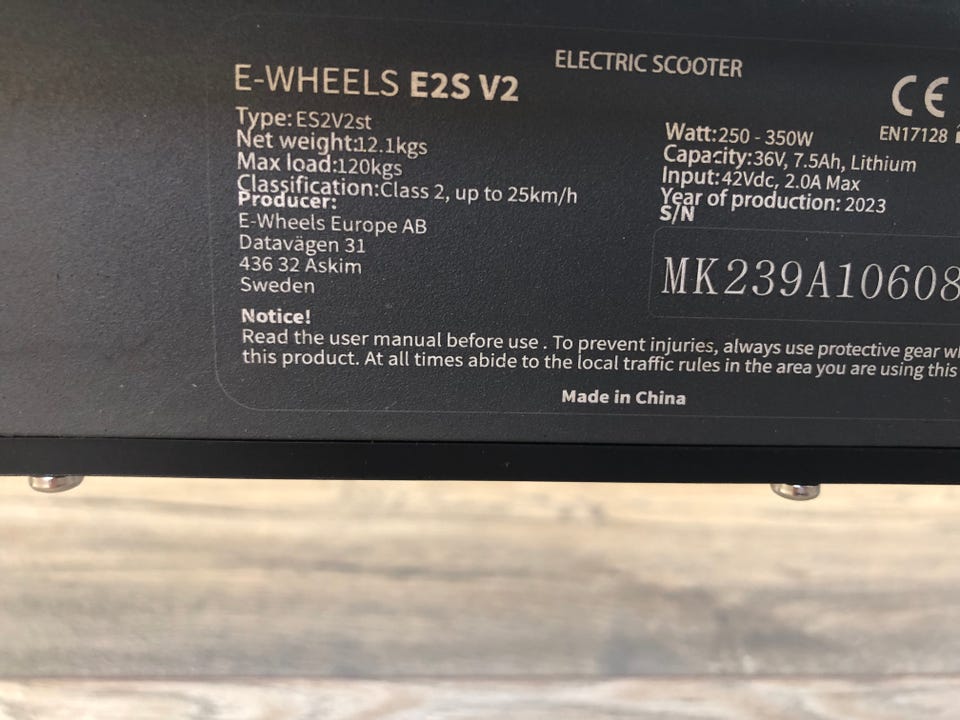 ELECTRIC SCOOTER
E-WHEELS E2S V2
CE
EN17128
Type: ES2V2st
Net weight:12.1kgs
Max load:120kgs
Classification:Class 2, up to 25km/h
Producer:
E-Wheels Europe AB
Datavägen 31
436 32 Askim
Sweden
Watt:250 - 350W
Capacity:36V, 7.5Ah, Lithium
Input:42Vdc, 2.0A Max
Year of production: 2023
S/N
MK239A10608
Notice!
Read the user manual before use . To prevent injuries, always use protective gear
this product. At all times abide to the local traffic rules in the area you are using this
Made in China